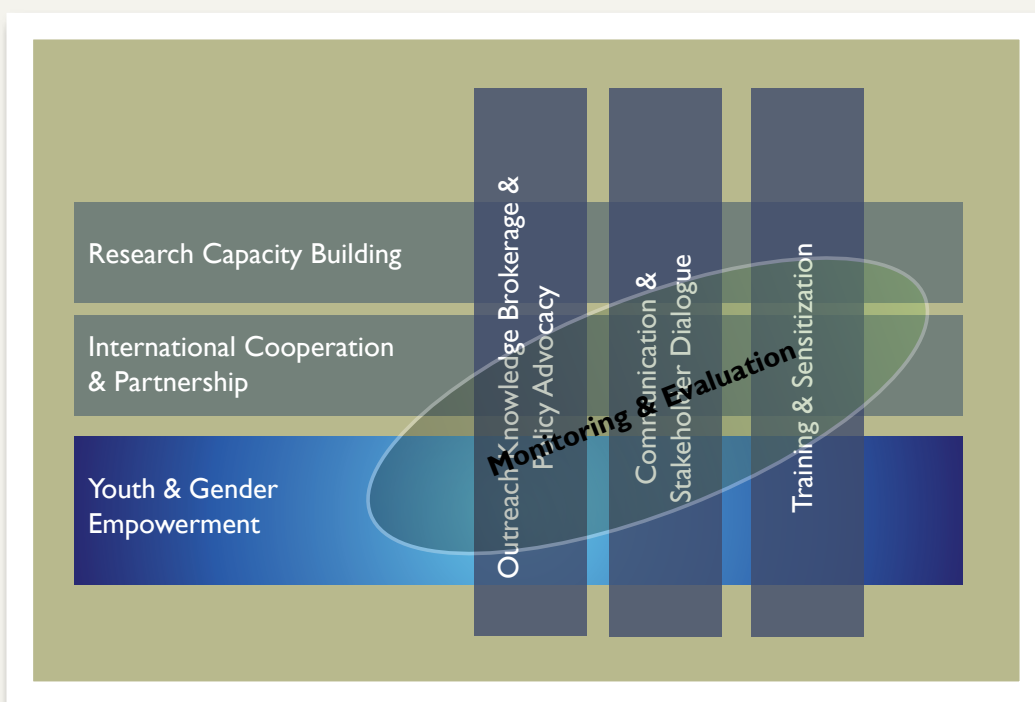 Research Capacity Building
International Cooperation
& Partnership
Youth & Gender
Empowerment
Outreach Knowledge Brokerage &
Policy Advocacy
Communication &
Stakeholder Dialogue
Training & Sensitization
Monitoring & Evaluation